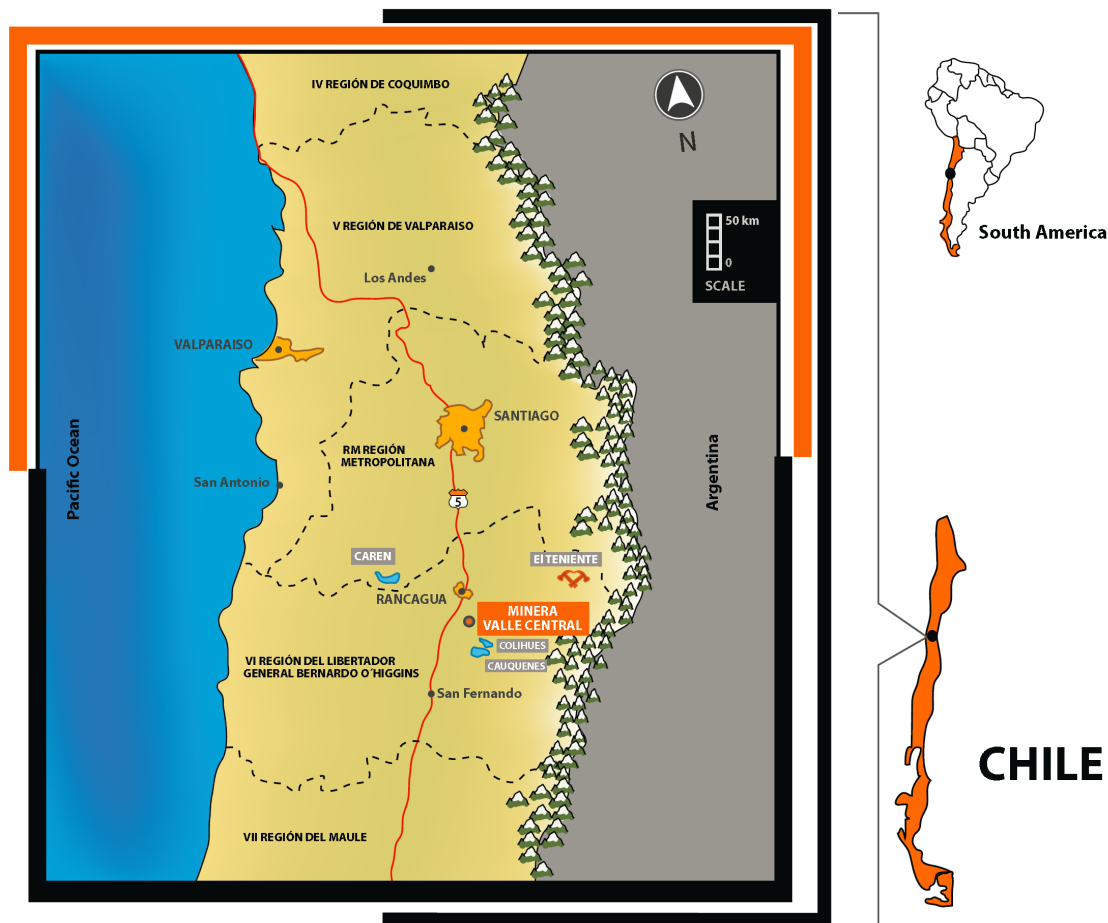 IV REGIÓN DE COQUIMBO
N
V REGIÓN DE VALPARAISO
50 km
0
SCALE
South America
Los Andes
VALPARAISO
SANTIAGO
RM REGIÓN
METROPOLITANA
Pacific Ocean
Argentina
San Antonio
5
CAREN
ElTENIENTE
RANCAGUA
MINERA
VALLE CENTRAL
COLIHUES
CAUQUENES
VI REGIÓN DEL LIBERTADOR
GENERAL BERNARDO O´HIGGINS
San Fernando
CHILE
VII REGIÓN DEL MAULE